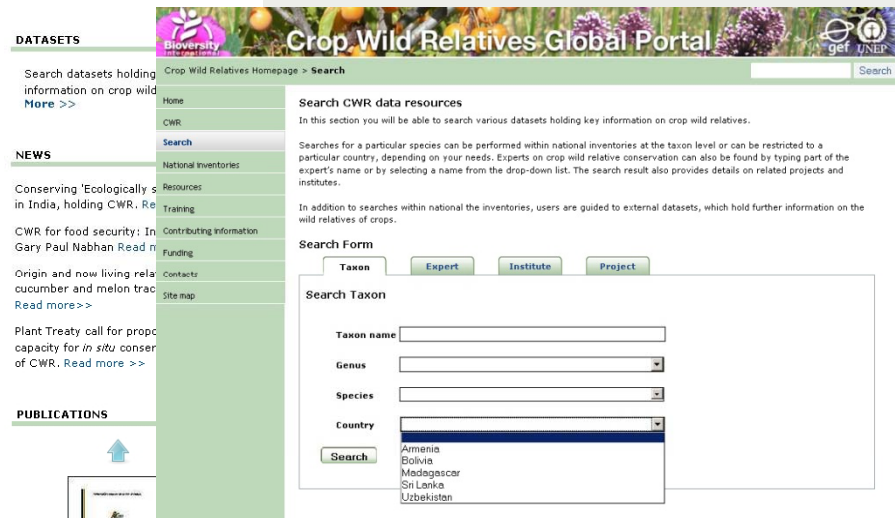 DATASETS
Search datasets holding
information on crop wild
More >>
NEWS
Conserving 'Ecologically s
in India, holding CWR. Re
CWR for food security: In
Gary Paul Nabhan Read m
Origin and now living rela
cucumber and melon trac
Read more>>
Plant Treaty call for propo
capacity for in situ conser
of CWR. Read more >>
PUBLICATIONS
Bioversity
International
Crop Wild Relatives Global Portal
gef UNEP
Crop Wild Relatives Homepage > Search
Search
Home
CWR
Search
National inventories
Resources
Training
Contributing information
Funding
Contacts
Site map
Search CWR data resources
In this section you will be able to search various datasets holding key information on crop wild relatives.
Searches for a particular species can be performed within national inventories at the taxon level or can be restricted to a
particular country, depending on your needs. Experts on crop wild relative conservation can also be found by typing part of the
expert's name or by selecting a name from the drop-down list. The search result also provides details on related projects and
institutes.
In addition to searches within national the inventories, users are guided to external datasets, which hold further information on the
wild relatives of crops.
Search Form
Taxon Expert Institute Project
Search Taxon
Taxon name
Genus
Species
Country
Armenia
Bolivia
Madagascar
Sri Lanka
Uzbekistan
Search